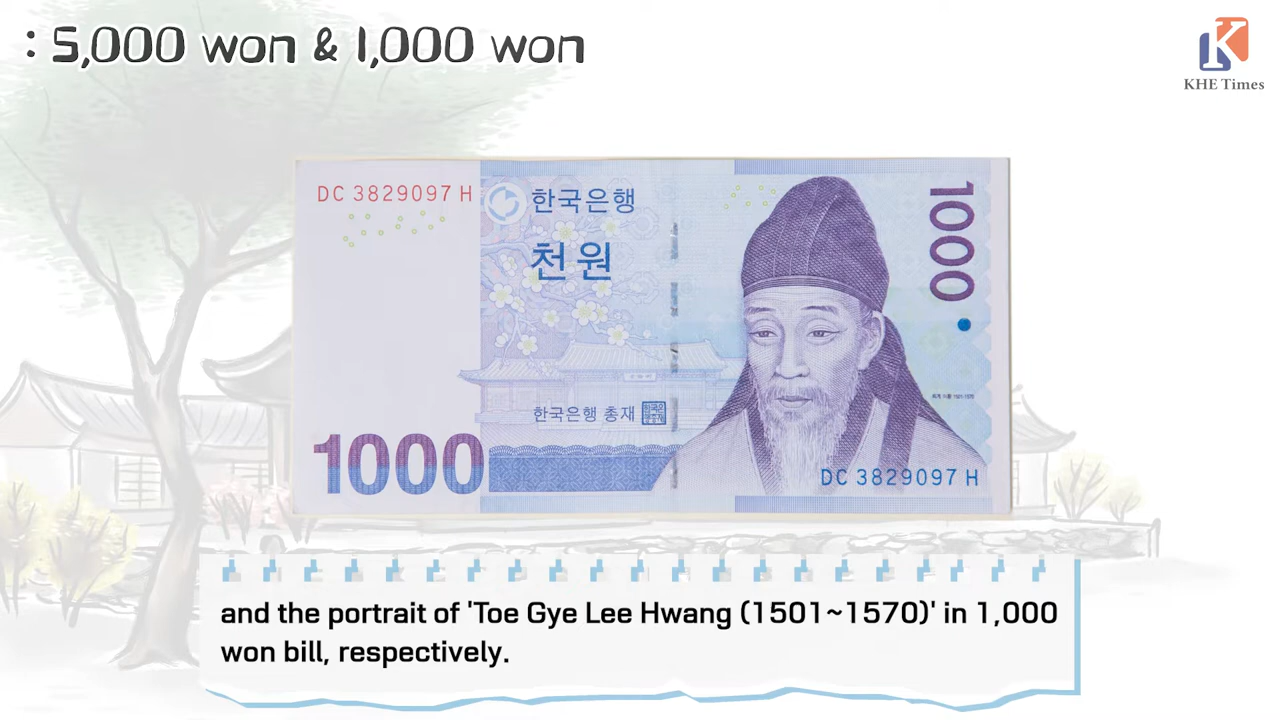 : 5,000 won & 1,000 won
K
KHE Times
DC 3829097 H
한국은행
천원
1000
한국은행 총재
1000
DC 3829097 H
and the portrait of 'Toe Gye Lee Hwang (1501~1570)' in 1,000
won bill, respectively.